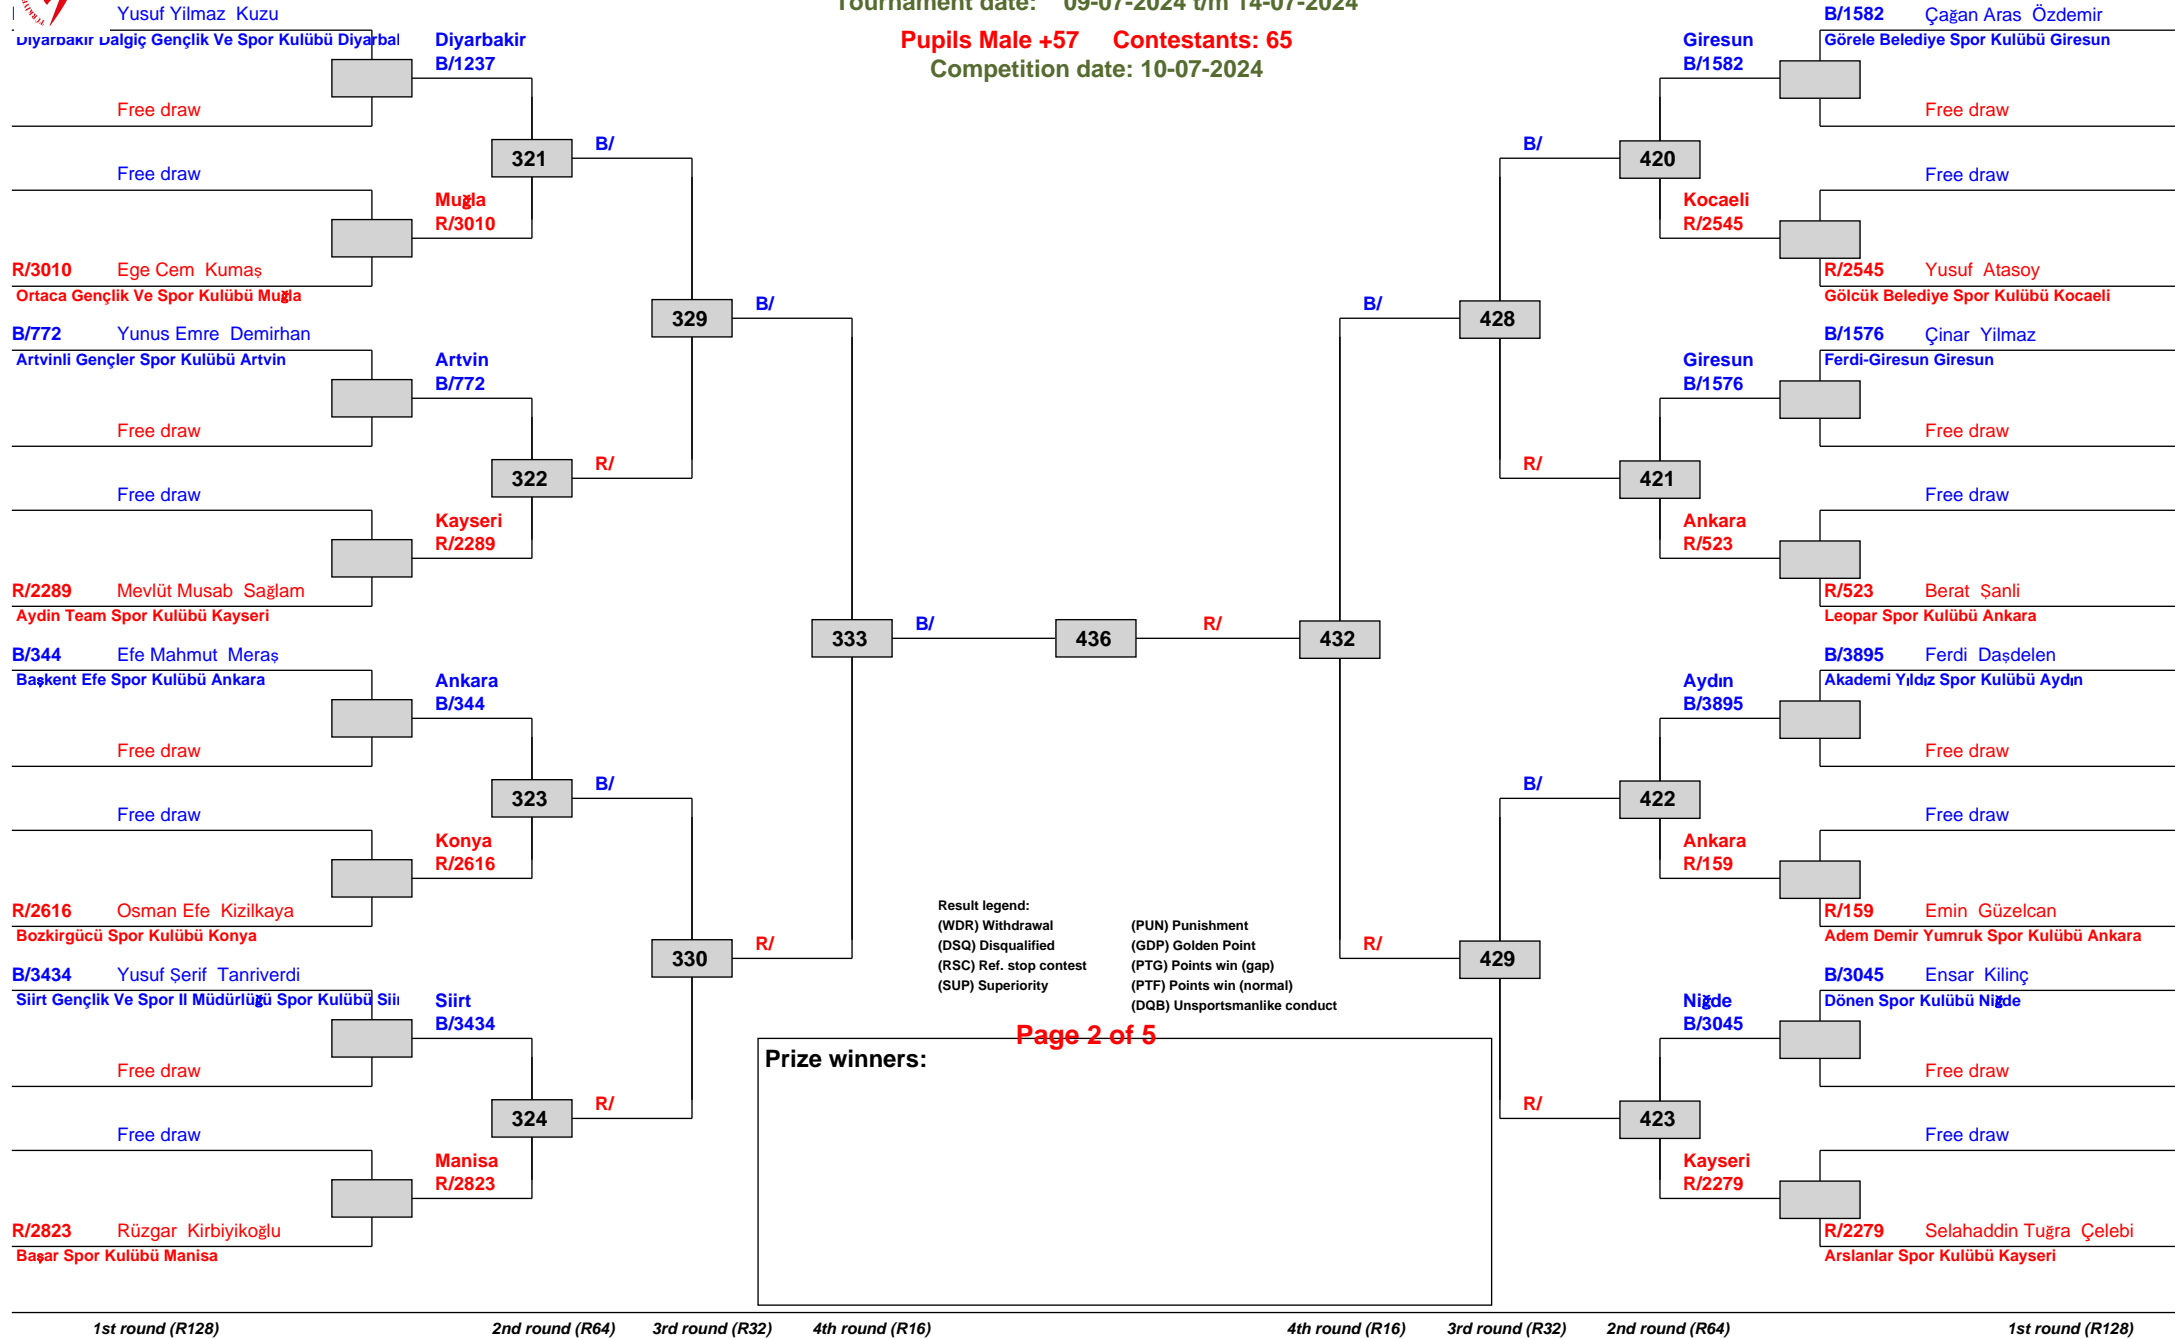 Tournament date: 09-07-2024 t/m 14-07-2024
Pupils Male +57 Contestants: 65
Competition date: 10-07-2024
Yusuf Yilmaz Kuzu
Diyarbakir Dalgiç Gençlik Ve Spor Kulübü Diyarbal
Diyarbakir
B/1237
Free draw
321
B/
Free draw
Muğla
R/3010
R/3010 Ege Cem Kumaş
Ortaca Gençlik Ve Spor Kulübü Muğla
329
B/
B/772 Yunus Emre Demirhan
Artvinli Gençler Spor Kulübü Artvin
Artvin
B/772
Free draw
322
R/
Free draw
Kayseri
R/2289
R/2289 Mevlüt Musab Sağlam
Aydin Team Spor Kulübü Kayseri
333
B/
436
R/
432
B/344 Efe Mahmut Meraş
Başkent Efe Spor Kulübü Ankara
Ankara
B/344
Free draw
323
B/
Free draw
Konya
R/2616
R/2616 Osman Efe Kizilkaya
Bozkirgücü Spor Kulübü Konya
330
R/
B/3434 Yusuf Şerif Tanriverdi
Siirt Gençlik Ve Spor Il Müdürlüğü Spor Kulübü Sii
Siirt
B/3434
Free draw
324
R/
Free draw
Manisa
R/2823
R/2823 Rüzgar Kirbiyikoğlu
Başar Spor Kulübü Manisa
B/1582 Çağan Aras Özdemir
Görele Belediye Spor Kulübü Giresun
Giresun
B/1582
Free draw
B/
420
Free draw
Kocaeli
R/2545
R/2545 Yusuf Atasoy
Gölcük Belediye Spor Kulübü Kocaeli
B/
428
B/1576 Çinar Yilmaz
Ferdi-Giresun Giresun
Giresun
B/1576
Free draw
R/
421
Free draw
Ankara
R/523
R/523 Berat Şanli
Leopar Spor Kulübü Ankara
B/3895 Ferdi Daşdelen
Akademi Yıldız Spor Kulübü Aydın
Aydın
B/3895
Free draw
B/
422
Free draw
Ankara
R/159
R/159 Emin Güzelcan
Adem Demir Yumruk Spor Kulübü Ankara
R/
429
B/3045 Ensar Kilinç
Dönen Spor Kulübü Niğde
Niğde
B/3045
Free draw
R/
423
Free draw
Kayseri
R/2279
R/2279 Selahaddin Tuğra Çelebi
Arslanlar Spor Kulübü Kayseri
Result legend:
(WDR) Withdrawal (PUN) Punishment
(DSQ) Disqualified (GDP) Golden Point
(RSC) Ref. stop contest (PTG) Points win (gap)
(SUP) Superiority (PTF) Points win (normal)
(DQB) Unsportsmanlike conduct
Page 2 of 5
Prize winners:
1st round (R128) 2nd round (R64) 3rd round (R32) 4th round (R16) 4th round (R16) 3rd round (R32) 2nd round (R64) 1st round (R128)